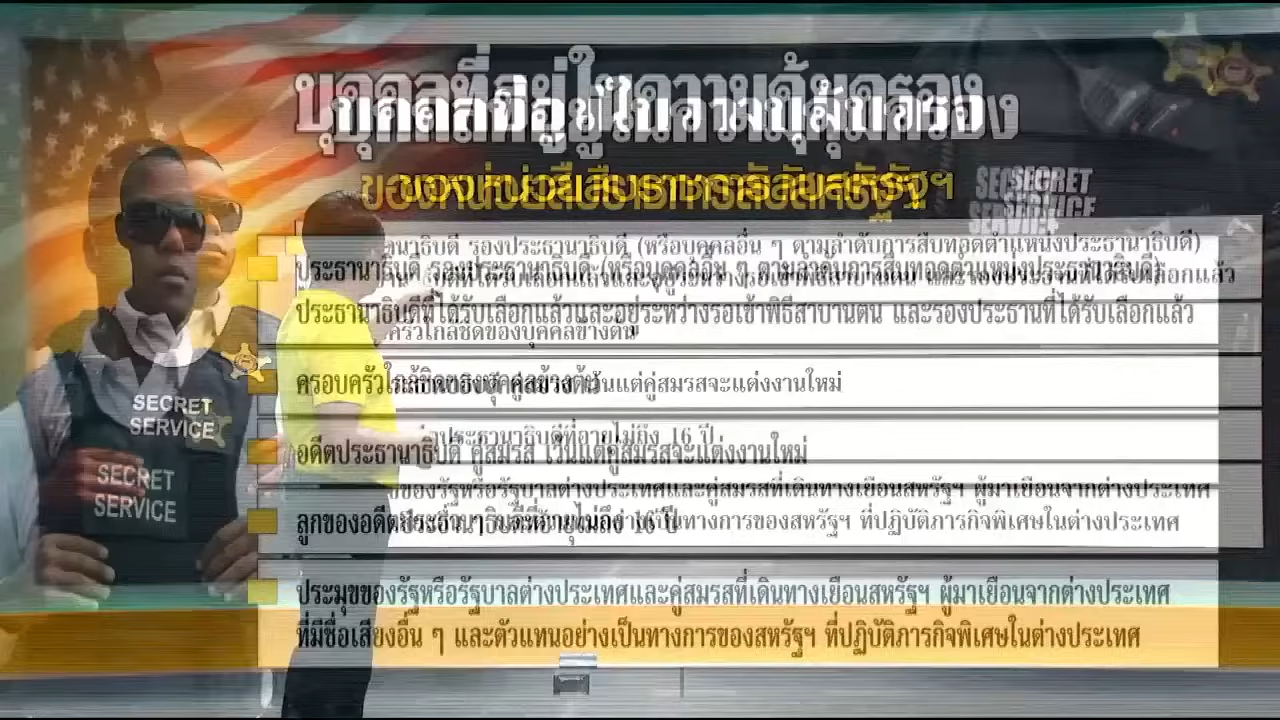 บุคคลที่อยู่ในความคุ้มครอง
ของหน่วยสืบราชการลับสหรัฐฯ
SECRET
SERVICE
ประธานาธิบดี รองประธานาธิบดี (หรือบุคคลอื่น ๆ ตามลำดับการสืบทอดตำแหน่งประธานาธิบดี)
ประธานาธิบดีที่ได้รับเลือกแล้วและอยู่ระหว่างรอเข้าพิธีสาบานตน และรองประธานที่ได้รับเลือกแล้ว
ครอบครัวใกล้ชิดของบุคคลข้างต้น
อดีตประธานาธิบดี คู่สมรส เว้นแต่คู่สมรสจะแต่งงานใหม่
ลูกของอดีตประธานาธิบดีที่อายุไม่ถึง 16 ปี
ประมุขของรัฐหรือรัฐบาลต่างประเทศและคู่สมรสที่เดินทางเยือนสหรัฐฯ ผู้มาเยือนจากต่างประเทศ
ที่มีชื่อเสียงอื่น ๆ และตัวแทนอย่างเป็นทางการของสหรัฐฯ ที่ปฏิบัติภารกิจพิเศษในต่างประเทศ
SECRET
SERVICE
SECRET
SERVICE